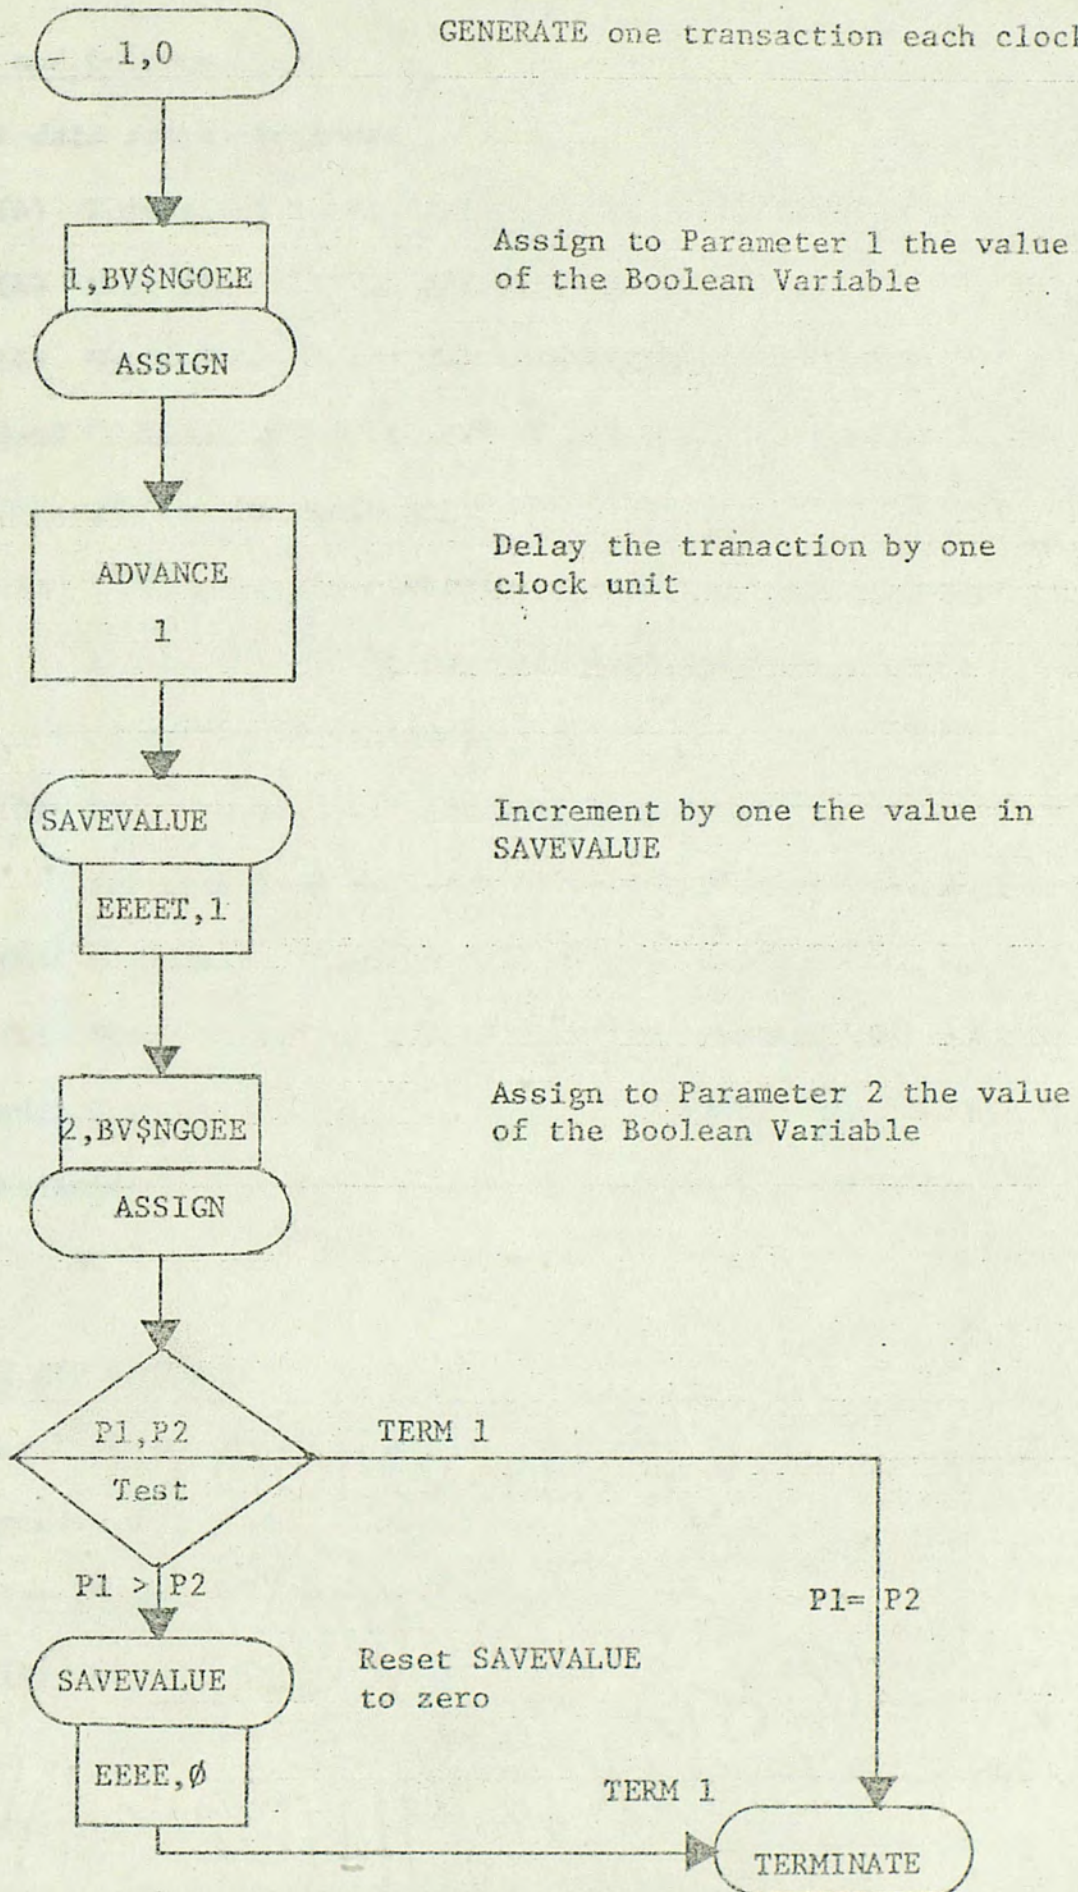 1,0
GENERATE one transaction each clock
1,BV$NGOEE
ASSIGN
Assign to Parameter 1 the value
of the Boolean Variable
ADVANCE
1
Delay the tranaction by one
clock unit
SAVEVALUE
EEEET,1
Increment by one the value in
SAVEVALUE
2,BV$NGOEE
ASSIGN
Assign to Parameter 2 the value
of the Boolean Variable
P1,P2
Test
TERM 1
P1 > P2
P1= P2
SAVEVALUE
EEEE,Ø
Reset SAVEVALUE
to zero
TERM 1
TERMINATE